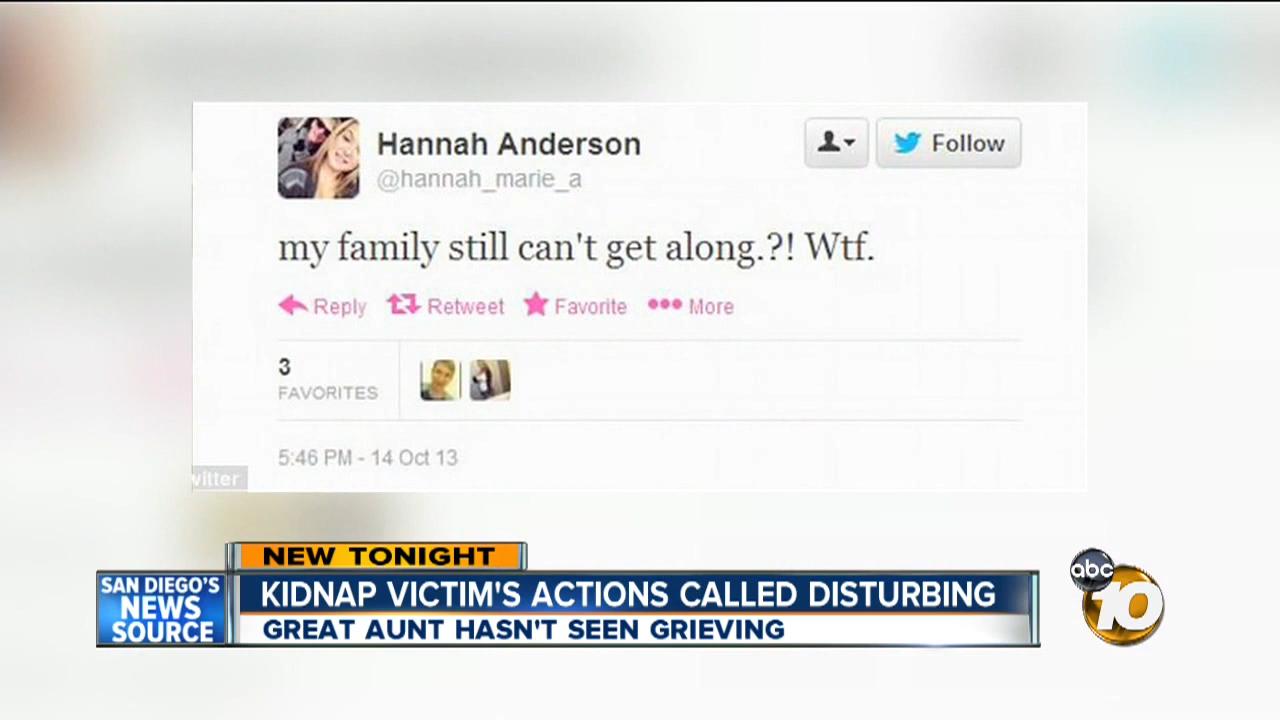 Hannah Anderson
@hannah_marie_a
Follow
my family still can't get along.?! Wtf.
Reply Retweet Favorite More
3
FAVORITES
5:46 PM - 14 Oct 13
witter
NEW TONIGHT
SAN DIEGO'S
NEWS
SOURCE
KIDNAP VICTIM'S ACTIONS CALLED DISTURBING
GREAT AUNT HASN'T SEEN GRIEVING
abc
10